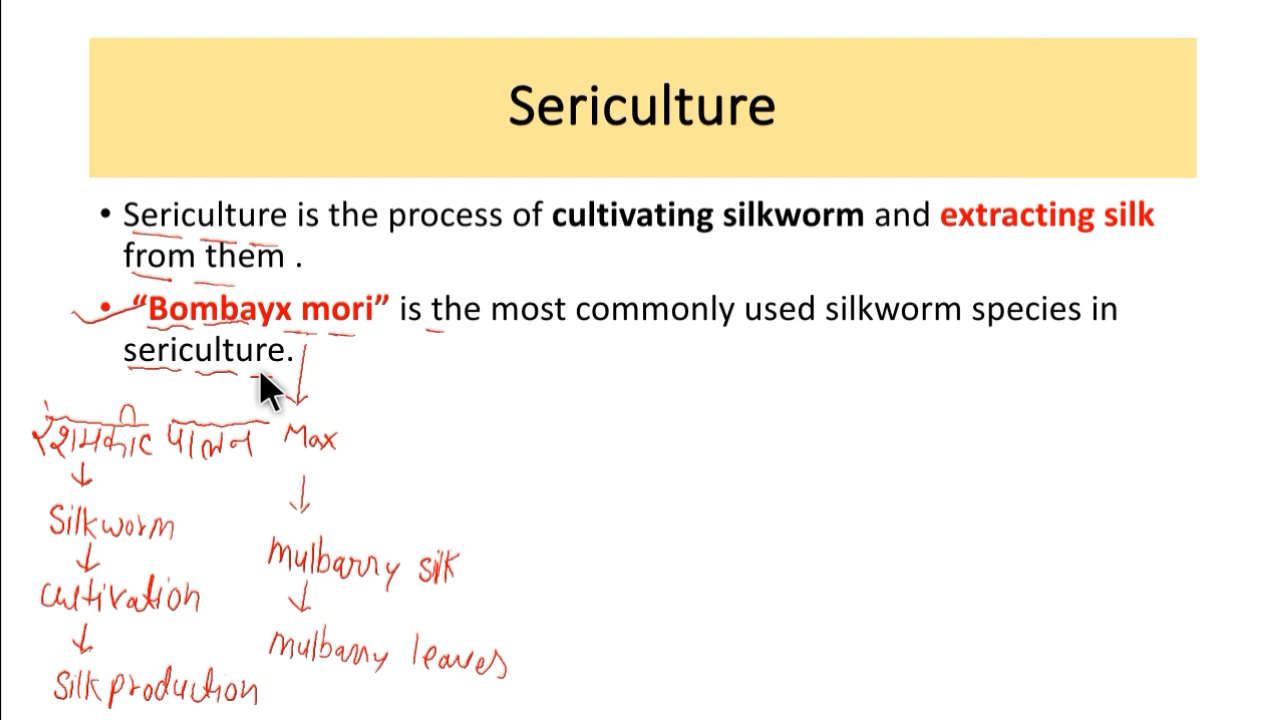 Sericulture
• Sericulture is the process of cultivating silkworm and extracting silk
from them .
• “Bombayx mori” is the most commonly used silkworm species in
sericulture.
रेशमकीट पालन
↓
Silkworm
↓
cultivation
↓
Silk production
Max
↓
mulbarry silk
↓
mulbarry leaves